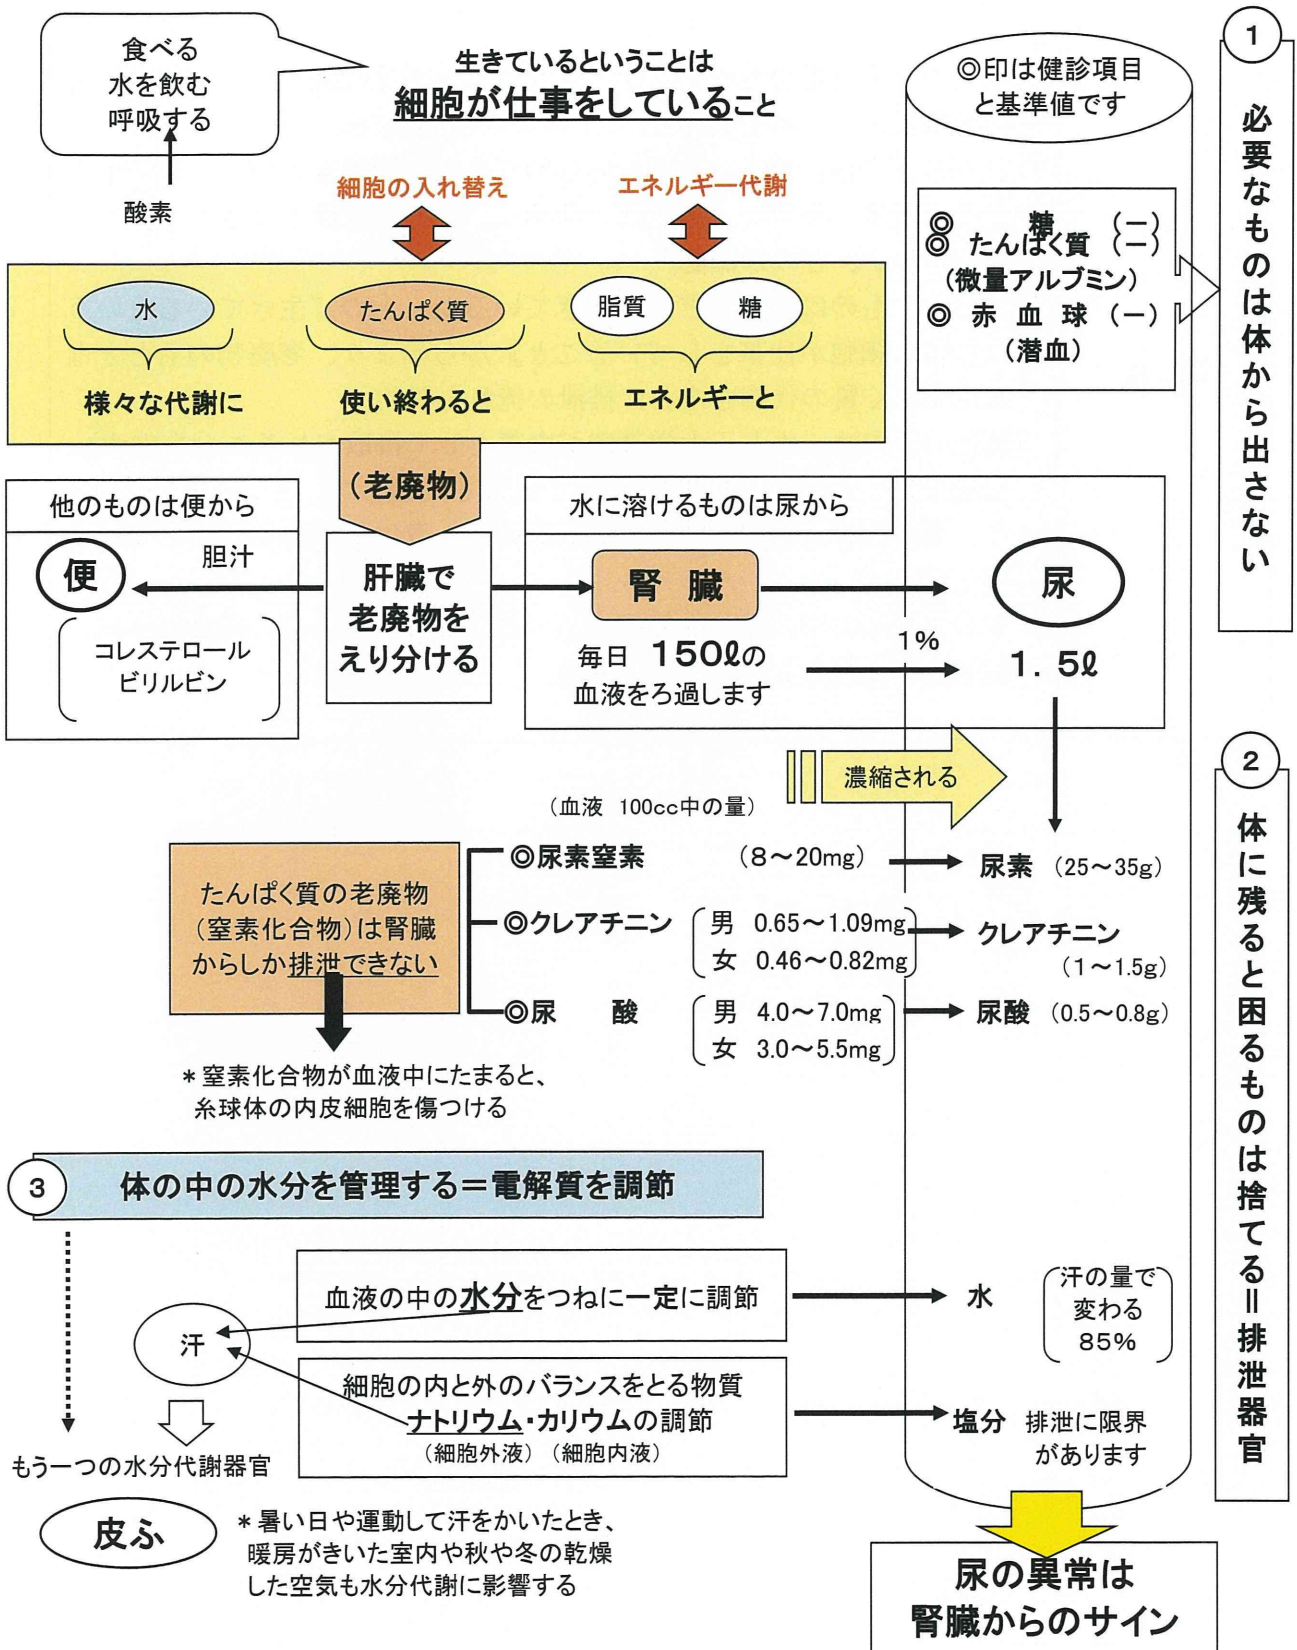 食べる
水を飲む
呼吸する
酸素
生きているということは
細胞が仕事をしていること
◎印は健診項目
と基準値です
①
必要なものは体から出さない
細胞の入れ替え
エネルギー代謝
◎ 糖 (－)
◎ たんぱく質 (－)
(微量アルブミン)
◎ 赤血球 (－)
(潜血)
水
たんぱく質
脂質
糖
様々な代謝に
使い終わると
エネルギーと
(老廃物)
他のものは便から
便
胆汁
コレステロール
ビリルビン
肝臓で
老廃物を
えり分ける
水に溶けるものは尿から
腎臓
毎日 150ℓの
血液をろ過します
1%
尿
1.5ℓ
②
体に残ると困るものは捨てる＝排泄器官
濃縮される
(血液 100cc中の量)
たんぱく質の老廃物
(窒素化合物)は腎臓
からしか排泄できない
◎尿素窒素 (8～20mg)
尿素 (25～35g)
◎クレアチニン
男 0.65～1.09mg
女 0.46～0.82mg
クレアチニン
(1～1.5g)
◎尿酸
男 4.0～7.0mg
女 3.0～5.5mg
尿酸 (0.5～0.8g)
＊窒素化合物が血液中にたまると、
糸球体の内皮細胞を傷つける
③
体の中の水分を管理する＝電解質を調節
血液の中の水分をつねに一定に調節
水
汗の量で
変わる
85%
汗
細胞の内と外のバランスをとる物質
ナトリウム・カリウムの調節
(細胞外液) (細胞内液)
塩分 排泄に限界
があります
もう一つの水分代謝器官
皮ふ
＊暑い日や運動して汗をかいたとき、
暖房がきいた室内や秋や冬の乾燥
した空気も水分代謝に影響する
尿の異常は
腎臓からのサイン